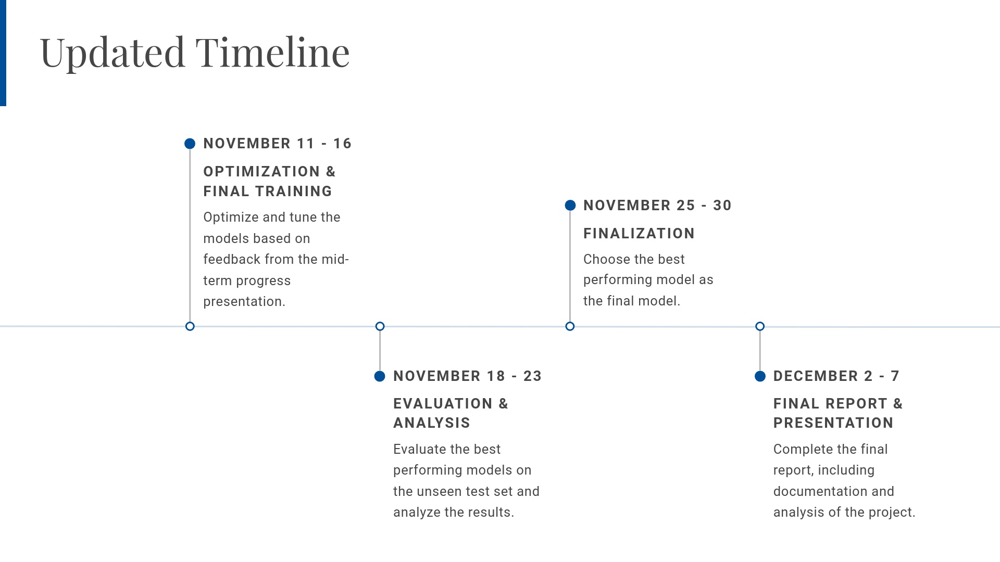 Updated Timeline
NOVEMBER 11 - 16
OPTIMIZATION &
FINAL TRAINING
Optimize and tune the
models based on
feedback from the mid-
term progress
presentation.
NOVEMBER 18 - 23
EVALUATION &
ANALYSIS
Evaluate the best
performing models on
the unseen test set and
analyze the results.
NOVEMBER 25 - 30
FINALIZATION
Choose the best
performing model as
the final model.
DECEMBER 2 - 7
FINAL REPORT &
PRESENTATION
Complete the final
report, including
documentation and
analysis of the project.